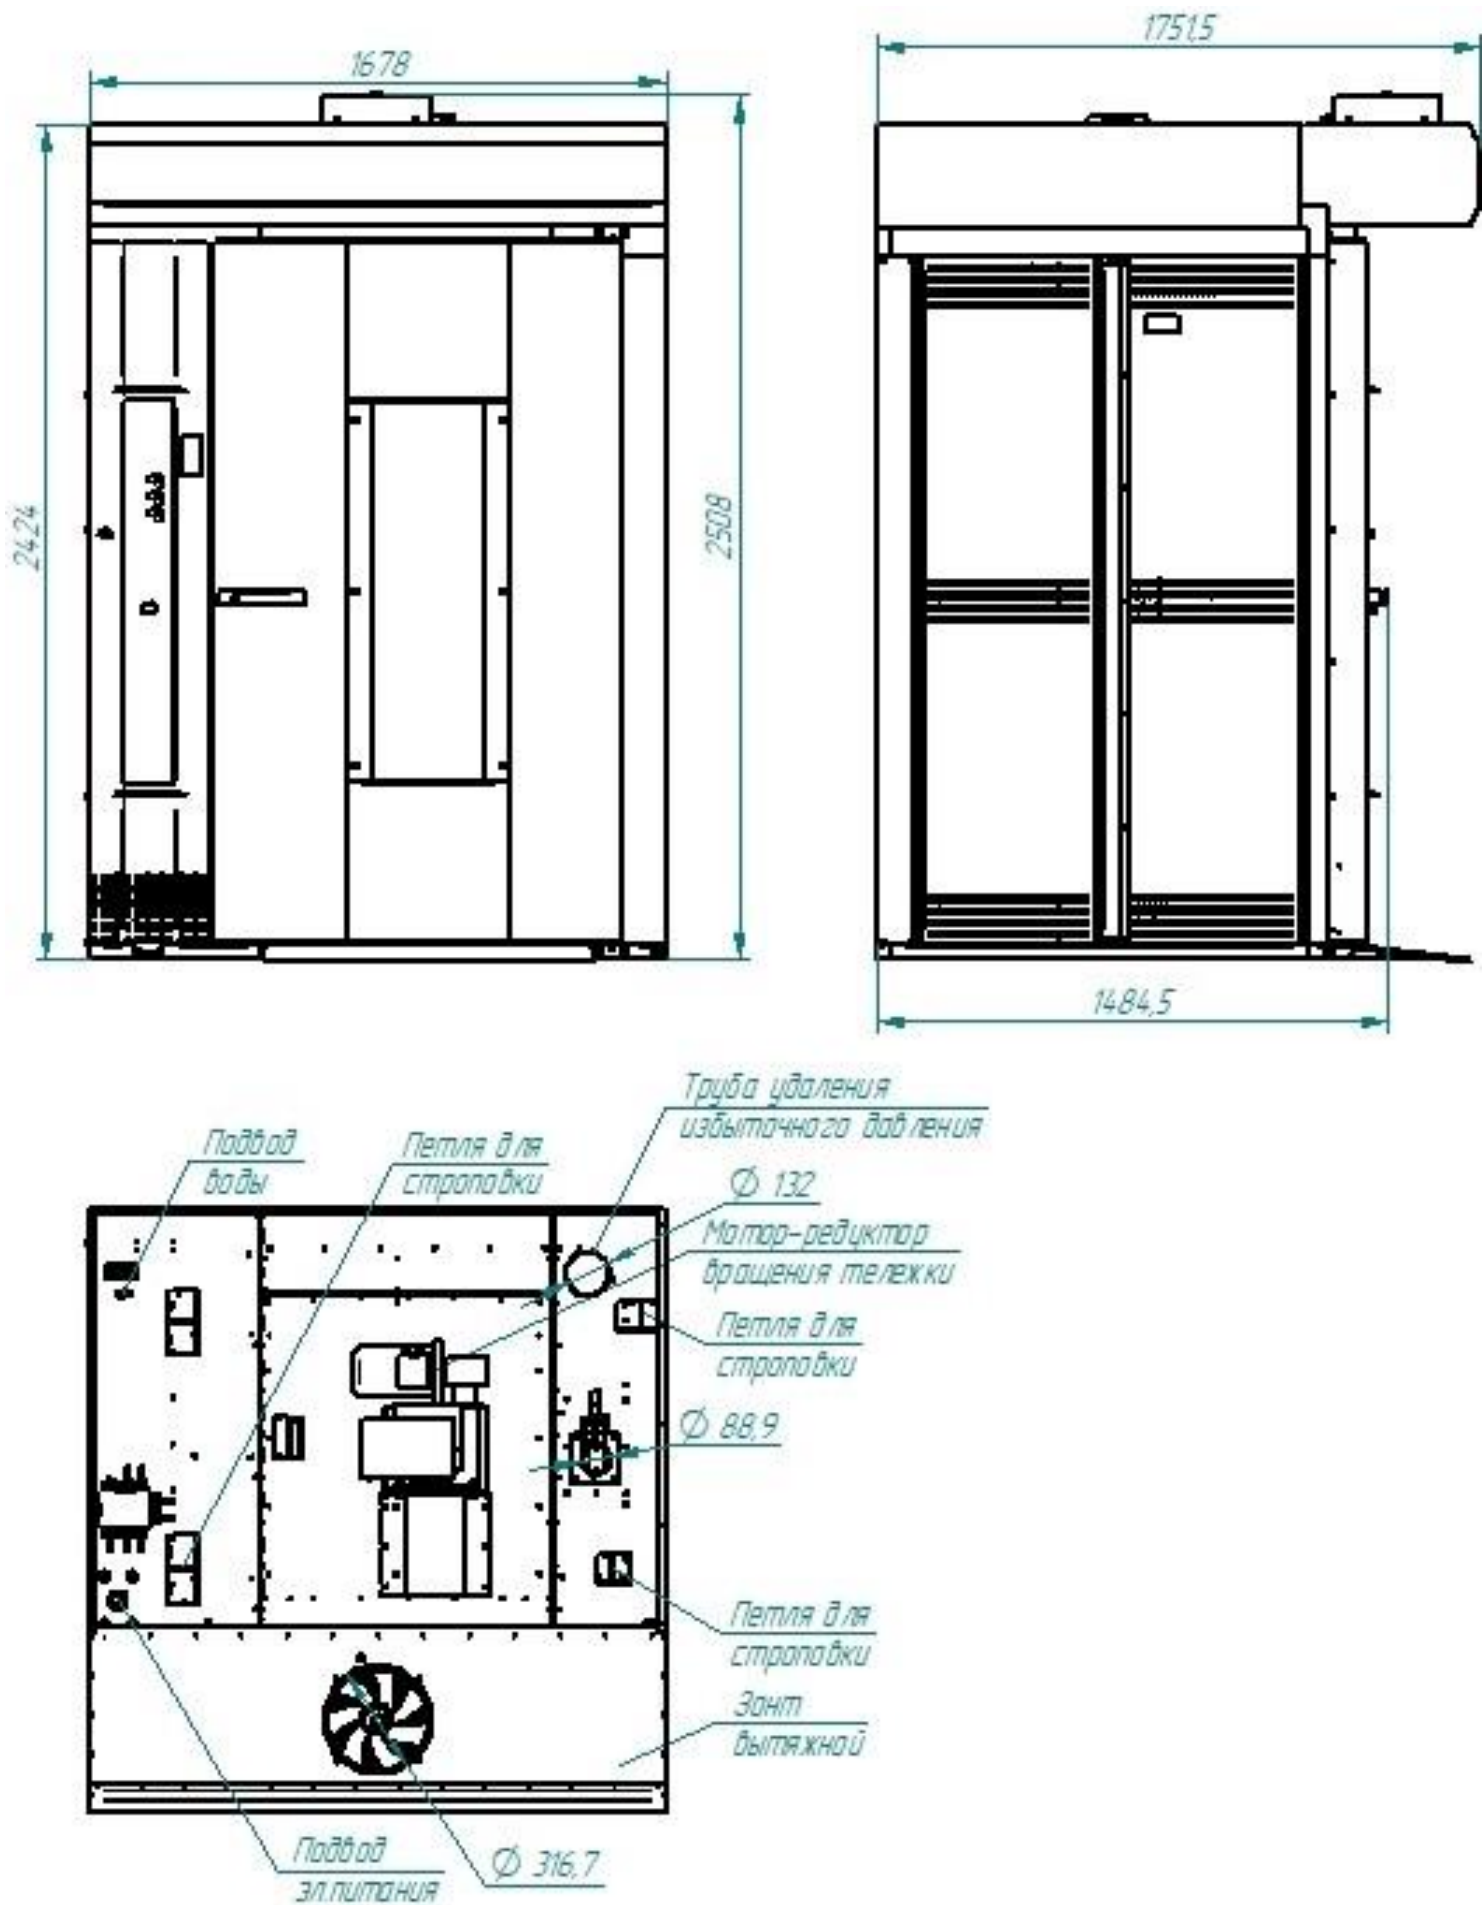 1678
1751,5
2424
2508
1484,5
Труба удаления
избыточного давления
Подвод
воды
Петля для
строповки
Ø 132
Мотор-редуктор
вращения тележки
Петля для
строповки
Ø 88,9
Петля для
строповки
Зонт
вытяжной
Подвод
эл.питания
Ø 316,7